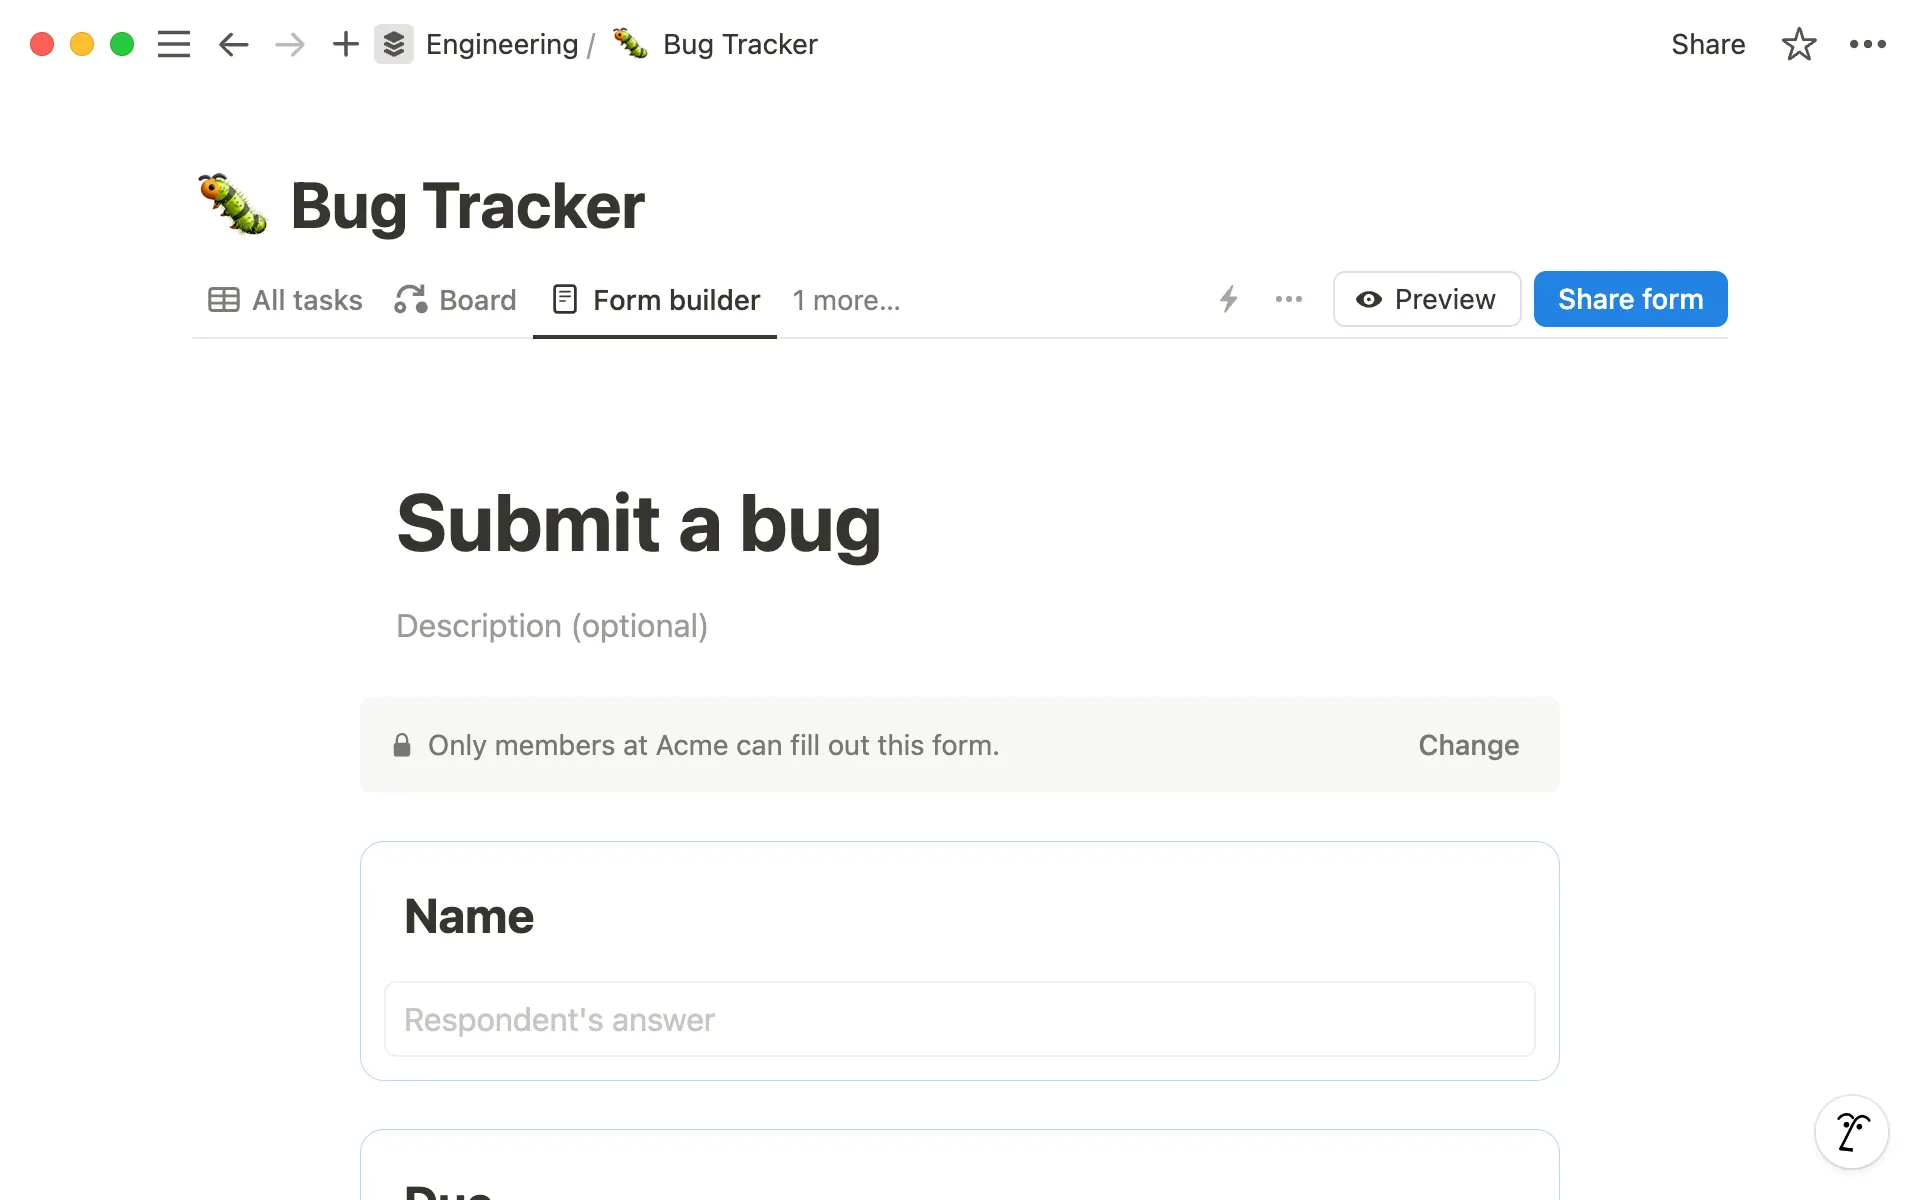 Engineering / Bug Tracker Share
Bug Tracker
All tasks Board Form builder 1 more... Preview Share form
Submit a bug
Description (optional)
Only members at Acme can fill out this form. Change
Name
Respondent's answer